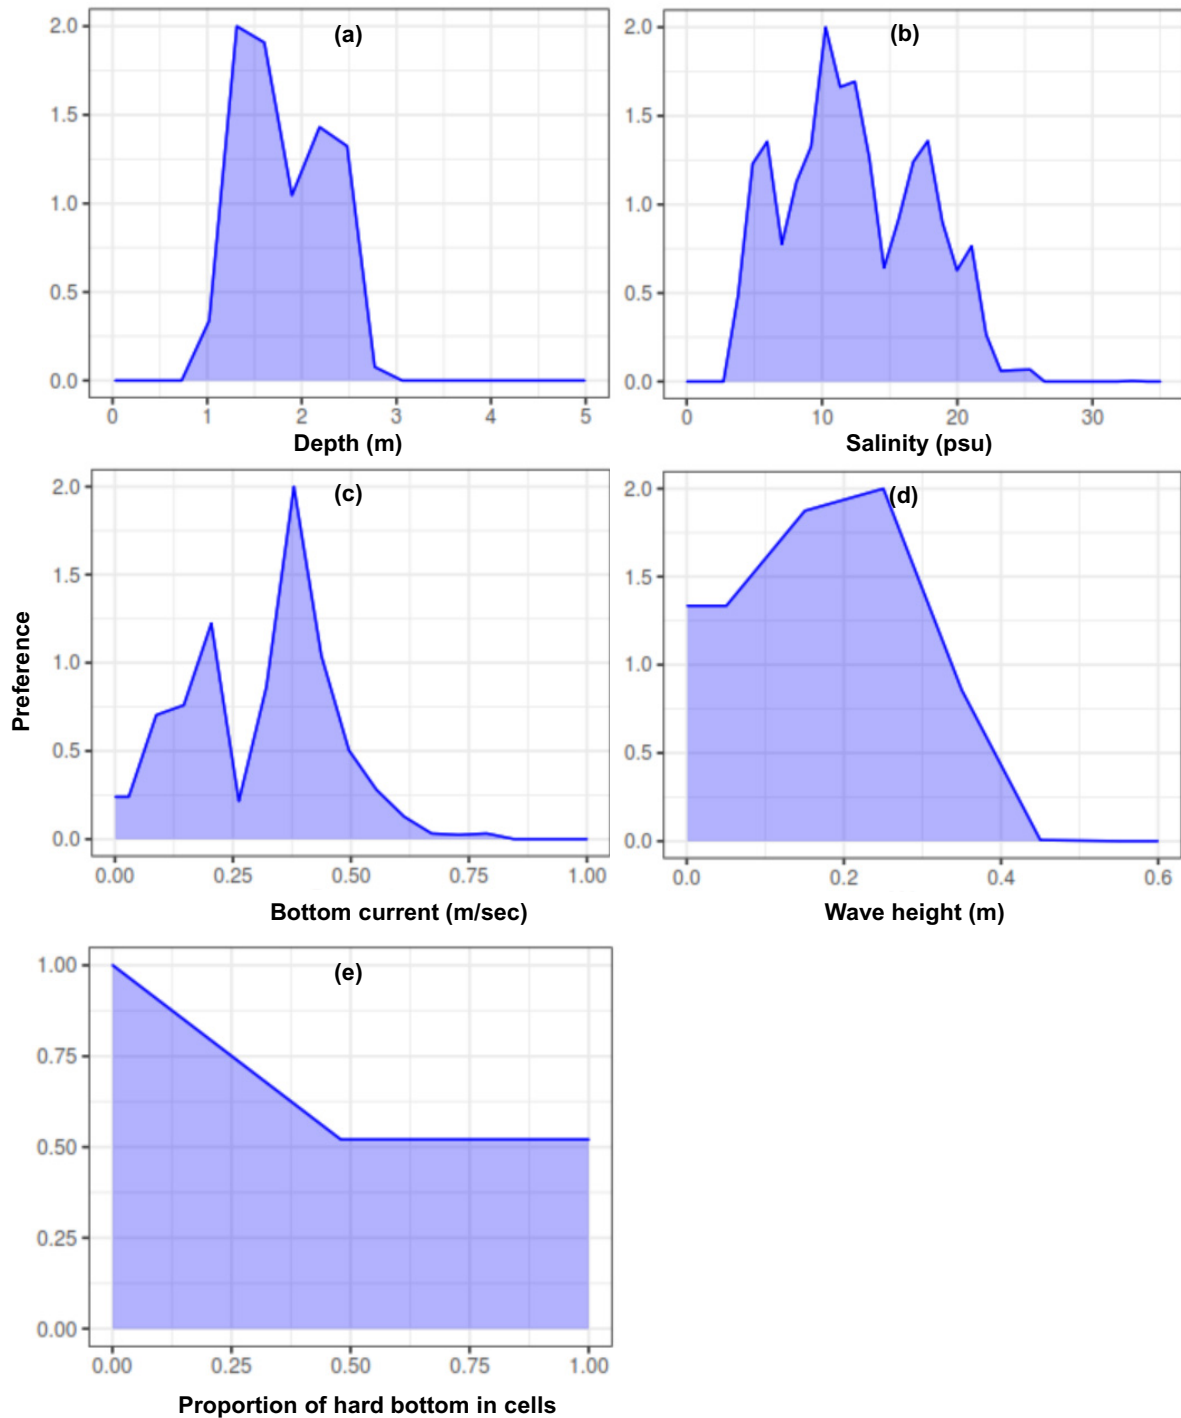 (a)
2.0
1.5
1.0
0.5
0.0
0 1 2 3 4 5
Depth (m)
(b)
2.0
1.5
1.0
0.5
0.0
0 10 20 30
Salinity (psu)
Preference
(c)
2.0
1.5
1.0
0.5
0.0
0.00 0.25 0.50 0.75 1.00
Bottom current (m/sec)
(d)
2.0
1.5
1.0
0.5
0.0
0.0 0.2 0.4 0.6
Wave height (m)
(e)
1.00
0.75
0.50
0.25
0.00
0.00 0.25 0.50 0.75 1.00
Proportion of hard bottom in cells